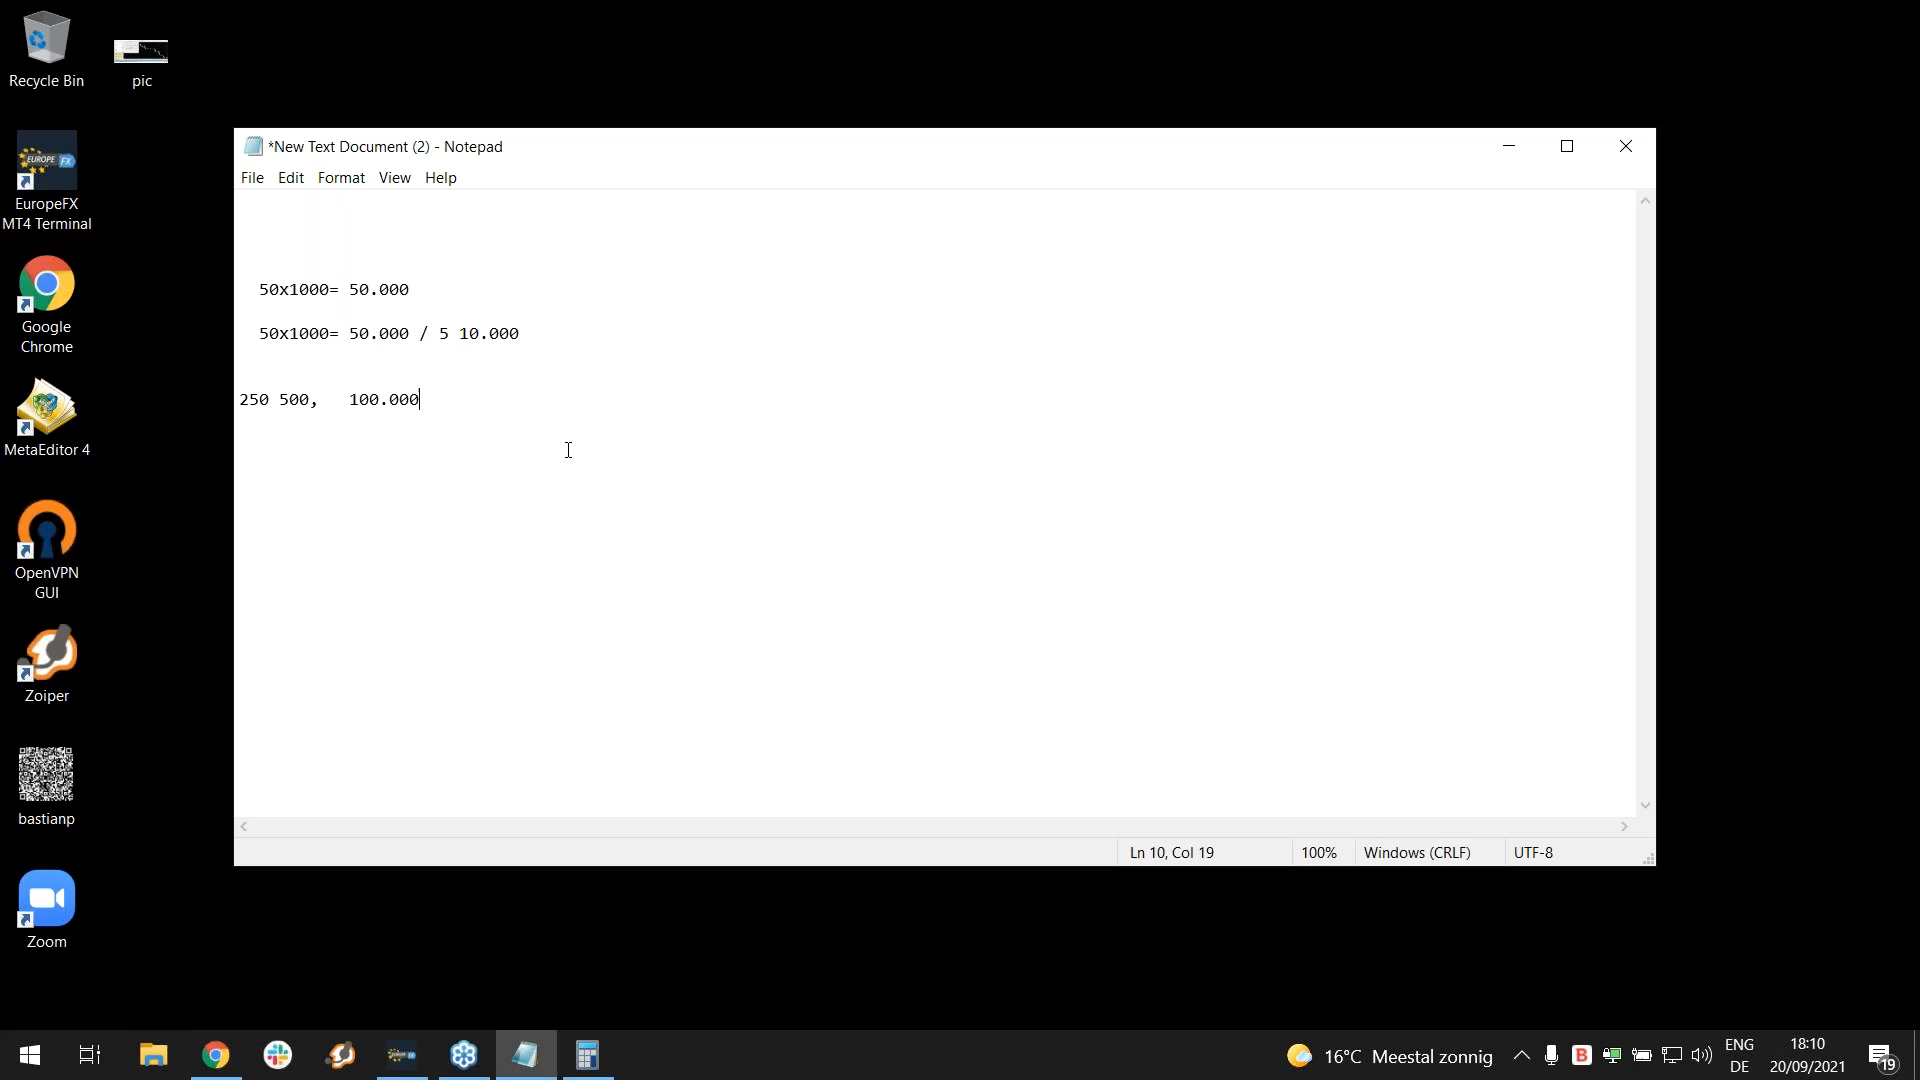 Recycle Bin
pic
EUROPE FX
EuropeFX
MT4 Terminal
Google
Chrome
MetaEditor 4
OpenVPN
GUI
Zoiper
bastianp
Zoom
*New Text Document (2) - Notepad
File Edit Format View Help
50x1000= 50.000
50x1000= 50.000 / 5 10.000
250 500,   100.000
Ln 10, Col 19
100%
Windows (CRLF)
UTF-8
16°C Meestal zonnig
B
ENG
DE
18:10
20/09/2021
19